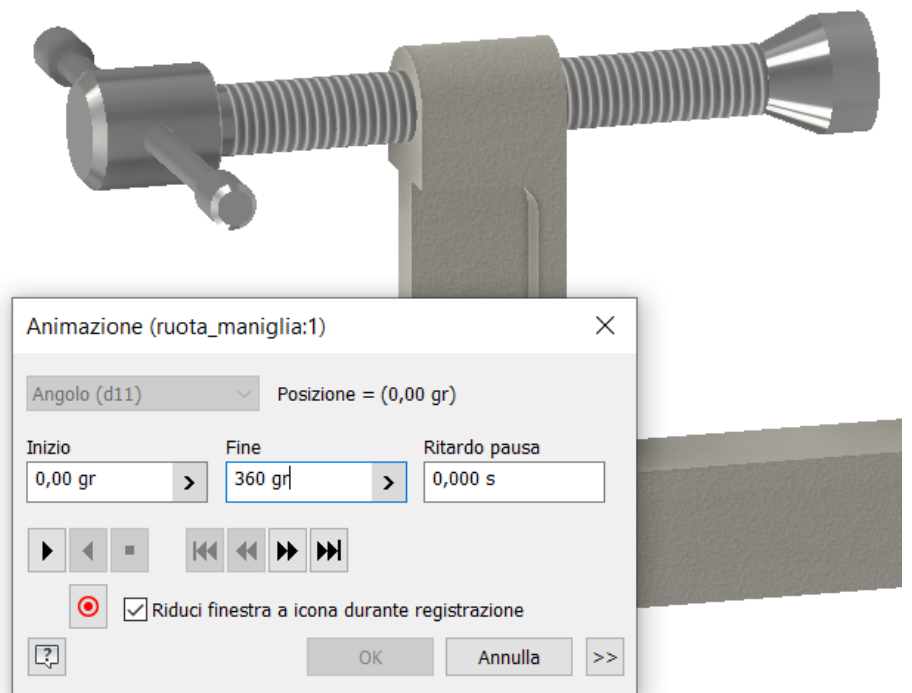 Animazione (ruota_maniglia:1)
Angolo (d11) Posizione = (0,00 gr)
Inizio Fine Ritardo pausa
0,00 gr > 360 gr > 0,000 s
Riduci finestra a icona durante registrazione
? OK Annulla >>